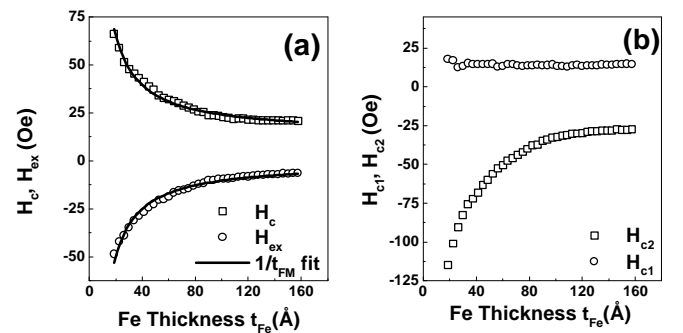 (a)
75
50
25
0
-25
-50
H_c, H_ex (Oe)
H_c
H_ex
1/t_FM fit
0 40 80 120 160
Fe Thickness t_Fe(Å)
(b)
25
0
-25
-50
-75
-100
-125
H_c1, H_c2 (Oe)
H_c2
H_c1
0 40 80 120 160
Fe Thickness t_Fe(Å)